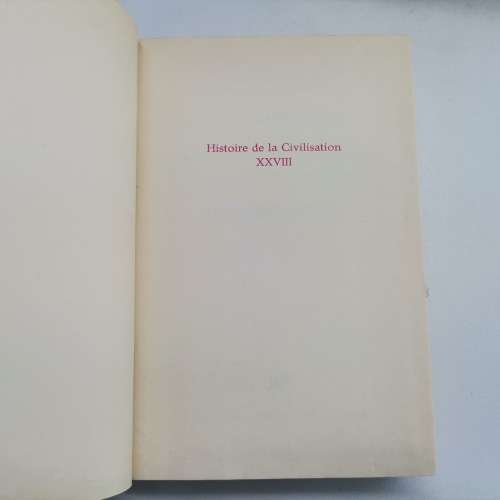 Histoire de la Civilisation
XXVIII